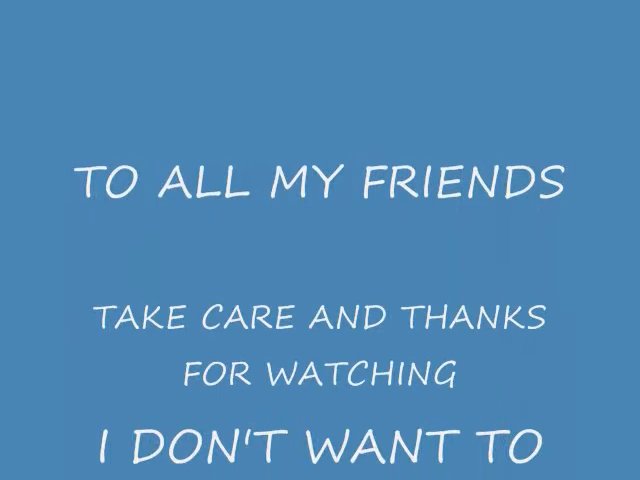 TO ALL MY FRIENDS
TAKE CARE AND THANKS
FOR WATCHING
I DON'T WANT TO